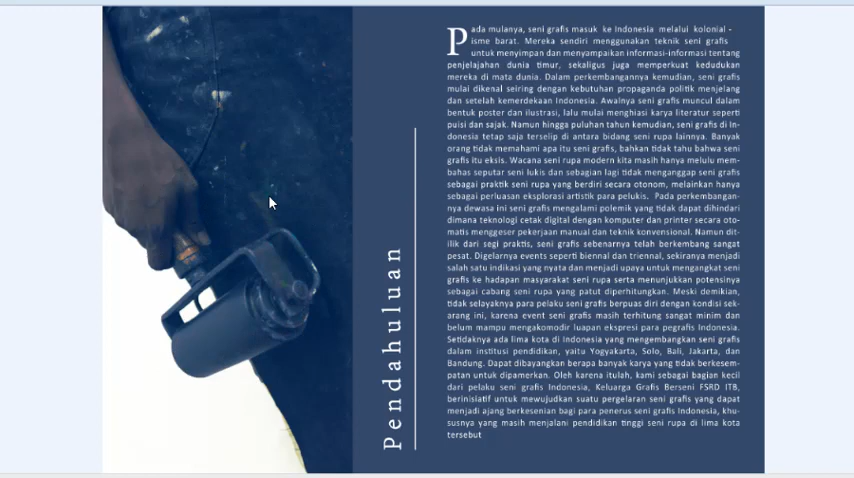 Pendahuluan
Pada mulanya, seni grafis masuk ke Indonesia melalui kolonial -
isme barat. Mereka sendiri menggunakan teknik seni grafis
untuk menyimpan dan menyampaikan informasi-informasi tentang
penjelajahan dunia timur, sekaligus juga memperkuat kedudukan
mereka di mata dunia. Dalam perkembangannya kemudian, seni grafis
mulai dikenal seiring dengan kebutuhan propaganda politik menjelang
dan setelah kemerdekaan Indonesia. Awalnya seni grafis muncul dalam
bentuk poster dan ilustrasi, lalu mulai menghiasi karya literatur seperti
puisi dan sajak. Namun hingga puluhan tahun kemudian, seni grafis di In-
donesia tetap saja terselip di antara bidang seni rupa lainnya. Banyak
orang tidak memahami apa itu seni grafis, bahkan tidak tahu bahwa seni
grafis itu eksis. Wacana seni rupa modern kita masih hanya melulu mem-
bahas seputar seni lukis dan sebagian lagi tidak menganggap seni grafis
sebagai praktik seni rupa yang berdiri secara otonom, melainkan hanya
sebagai perluasan eksplorasi artistik para pelukis. Pada perkembangan-
nya dewasa ini seni grafis mengalami polemik yang tidak dapat dihindari
dimana teknologi cetak digital dengan komputer dan printer secara oto-
matis menggeser pekerjaan manual dan teknik konvensional. Namun dit-
ilik dari segi praktis, seni grafis sebenarnya telah berkembang sangat
pesat. Digelarnya events seperti biennal dan triennal, sekiranya menjadi
salah satu indikasi yang nyata dan menjadi upaya untuk mengangkat seni
grafis ke hadapan masyarakat seni rupa serta menunjukkan potensinya
sebagai cabang seni rupa yang patut diperhitungkan. Meski demikian,
tidak selayaknya para pelaku seni grafis berpuas diri dengan kondisi sek-
arang ini, karena event seni grafis masih terhitung sangat minim dan
belum mampu mengakomodir luapan ekspresi para pegrafis Indonesia.
Setidaknya ada lima kota di Indonesia yang mengembangkan seni grafis
dalam institusi pendidikan, yaitu Yogyakarta, Solo, Bali, Jakarta, dan
Bandung. Dapat dibayangkan berapa banyak karya yang tidak berkesem-
patan untuk dipamerkan. Oleh karena itulah, kami sebagai bagian kecil
dari pelaku seni grafis Indonesia, Keluarga Grafis Berseni FSRD ITB,
berinisiatif untuk mewujudkan suatu pergelaran seni grafis yang dapat
menjadi ajang berkesenian bagi para penerus seni grafis Indonesia, khu-
susnya yang masih menjalani pendidikan tinggi seni rupa di lima kota
tersebut